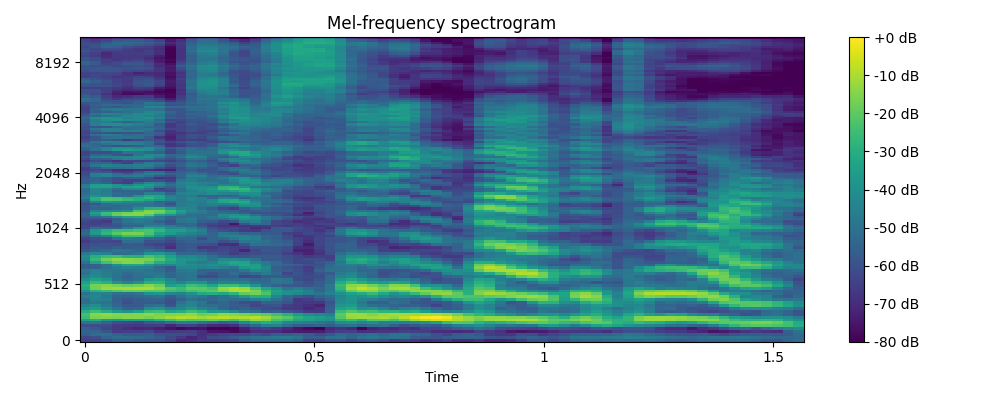 Mel-frequency spectrogram
Hz
8192
4096
2048
1024
512
0
0
0.5
1
1.5
Time
+0 dB
-10 dB
-20 dB
-30 dB
-40 dB
-50 dB
-60 dB
-70 dB
-80 dB